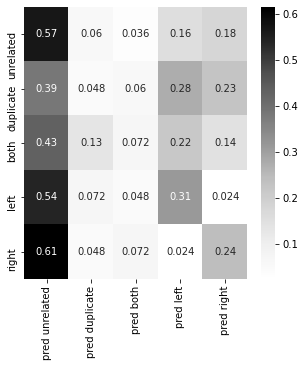 unrelated 0.57 0.06 0.036 0.16 0.18
duplicate 0.39 0.048 0.06 0.28 0.23
both 0.43 0.13 0.072 0.22 0.14
left 0.54 0.072 0.048 0.31 0.024
right 0.61 0.048 0.072 0.024 0.24
pred unrelated
pred duplicate
pred both
pred left
pred right
0.6
0.5
0.4
0.3
0.2
0.1